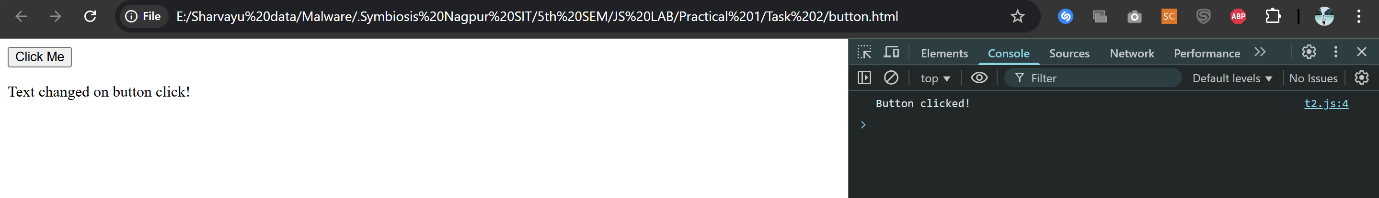 File E:/Sharvayu%20data/Malware/.Symbiosis%20Nagpur%20SIT/5th%20SEM/JS%20LAB/Practical%201/Task%202/button.html SC ABP
Click Me
Text changed on button click!
Elements Console Sources Network Performance
top Filter Default levels No Issues
Button clicked! t2.js:4